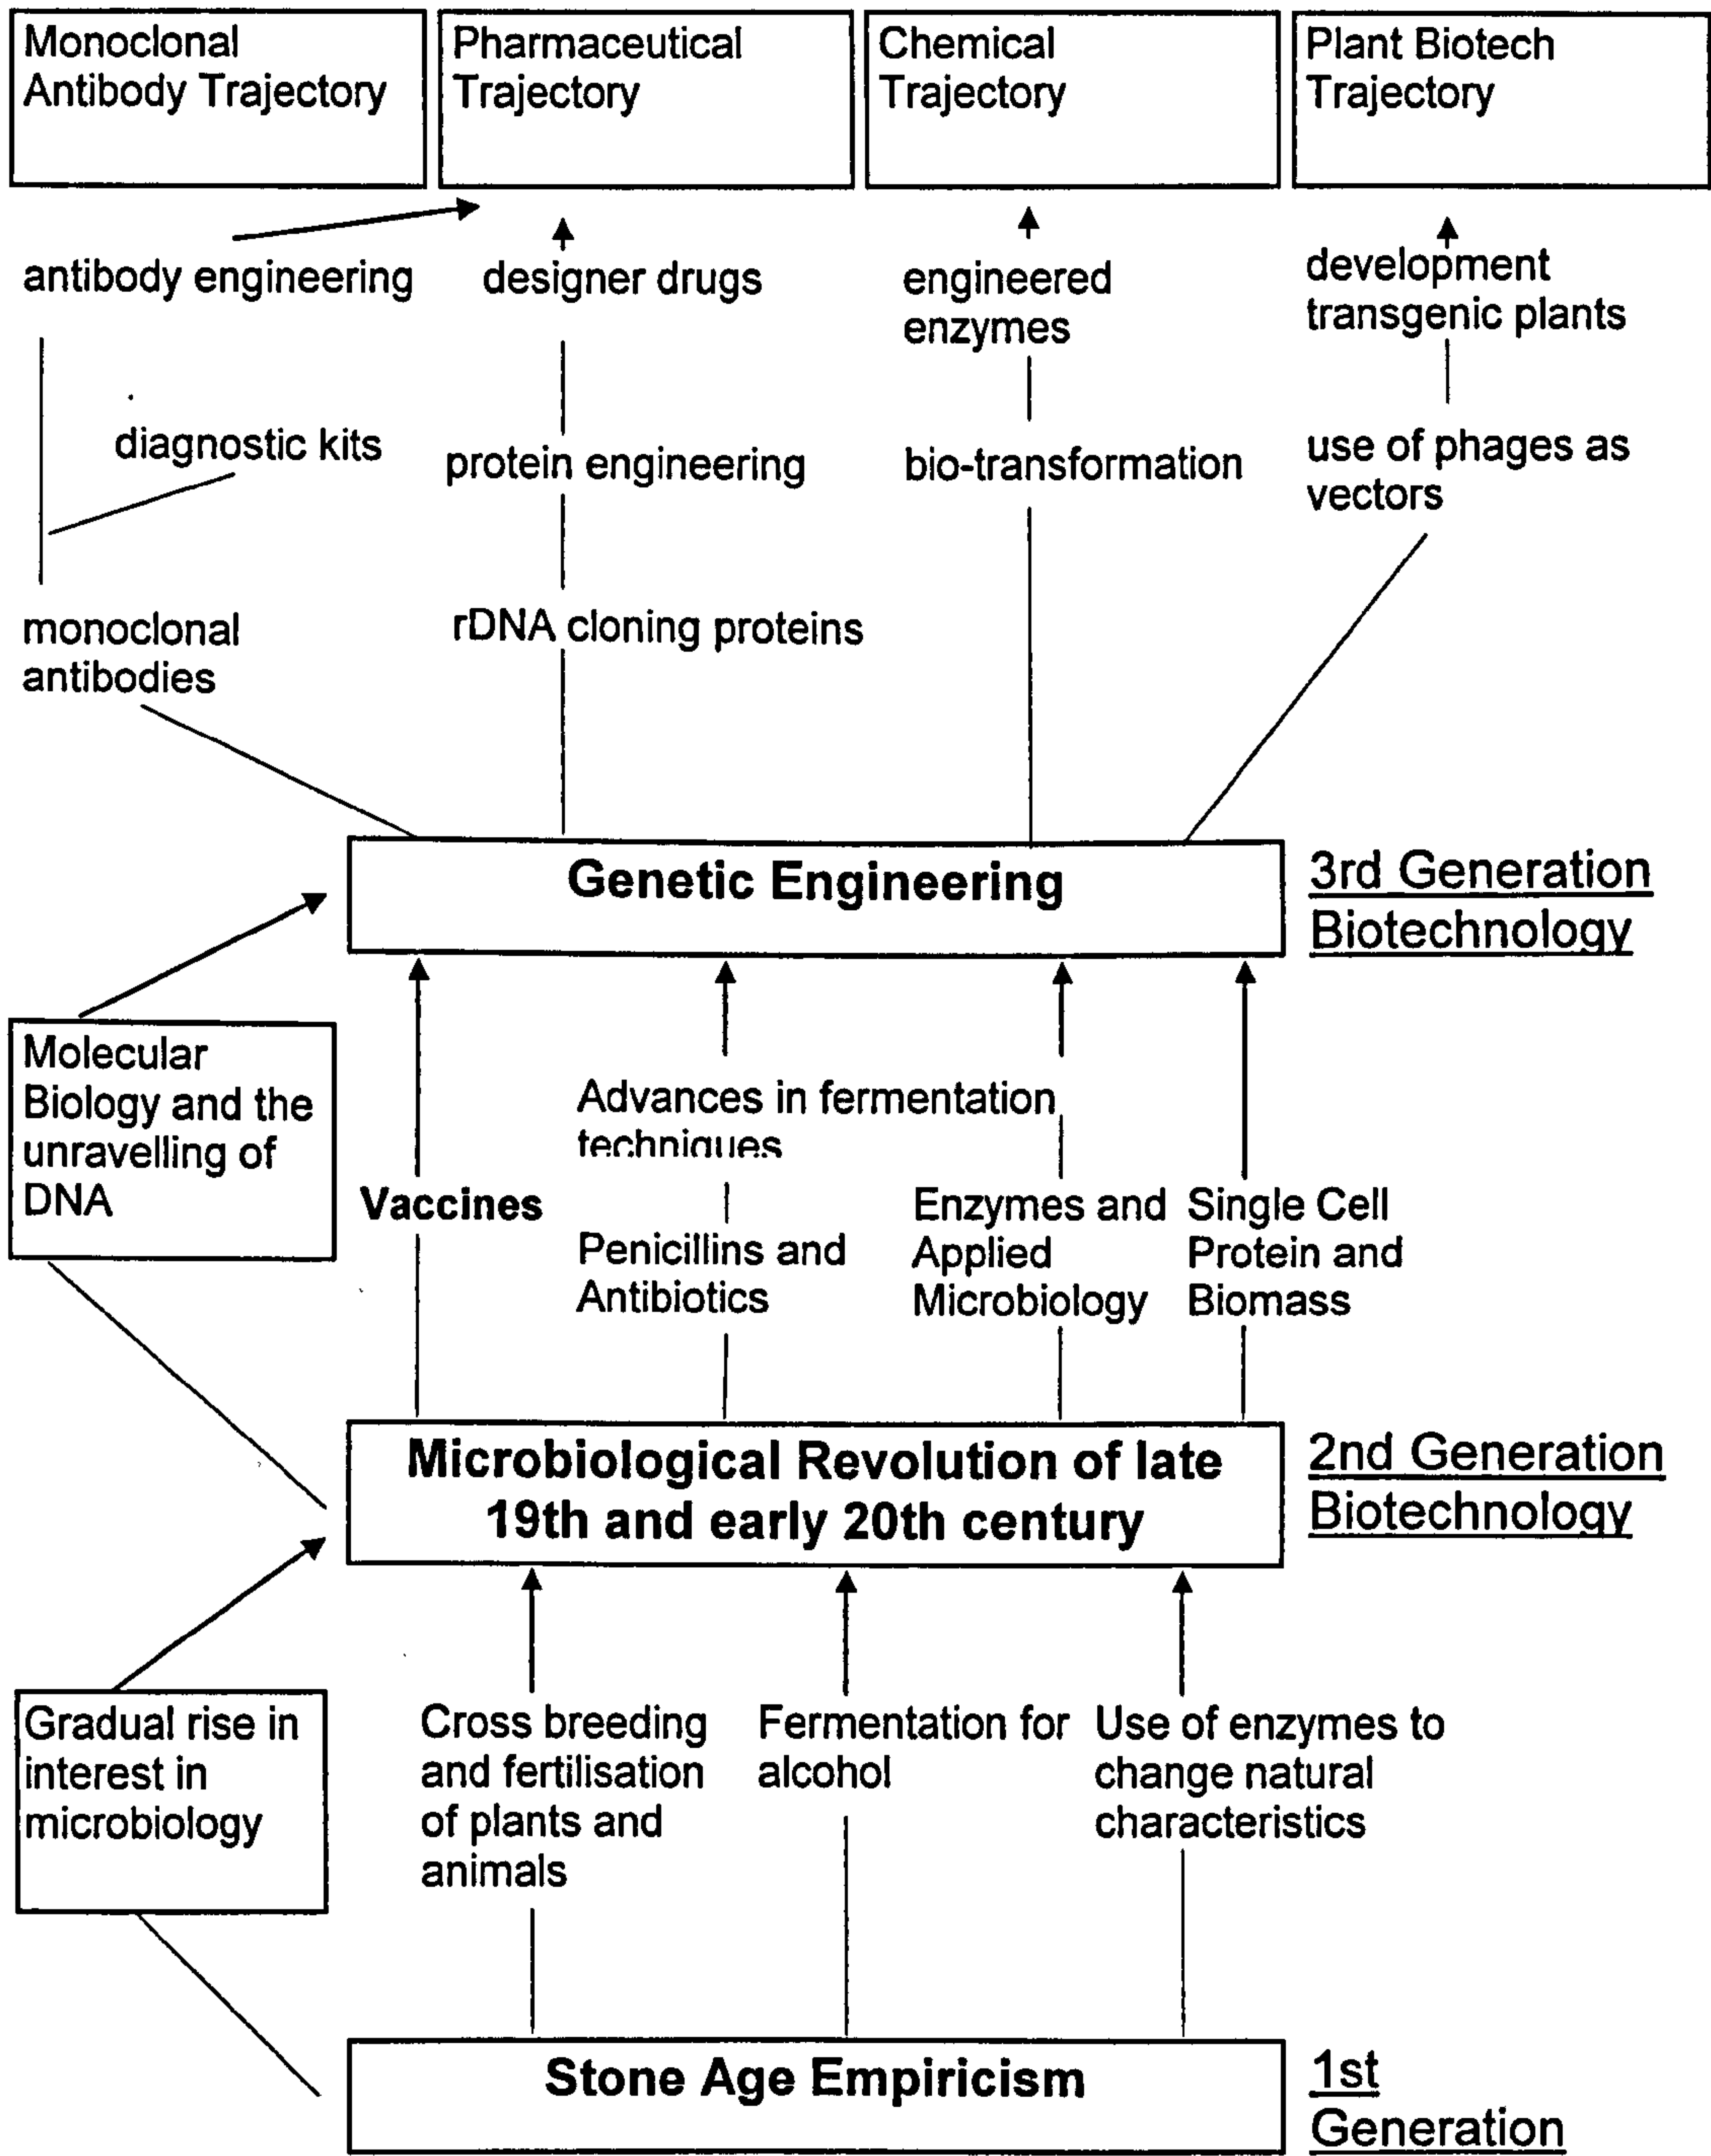 Monoclonal
Antibody Trajectory
Pharmaceutical
Trajectory
Chemical
Trajectory
Plant Biotech
Trajectory
antibody engineering
designer drugs
engineered
enzymes
development
transgenic plants
diagnostic kits
protein engineering
bio-transformation
use of phages as
vectors
monoclonal
antibodies
rDNA cloning proteins
Genetic Engineering
3rd Generation
Biotechnology
Molecular
Biology and the
unravelling of
DNA
Advances in fermentation
techniques
Vaccines
Penicillins and
Antibiotics
Enzymes and
Applied
Microbiology
Single Cell
Protein and
Biomass
Microbiological Revolution of late
19th and early 20th century
2nd Generation
Biotechnology
Gradual rise in
interest in
microbiology
Cross breeding
and fertilisation
of plants and
animals
Fermentation for
alcohol
Use of enzymes to
change natural
characteristics
Stone Age Empiricism
1st
Generation